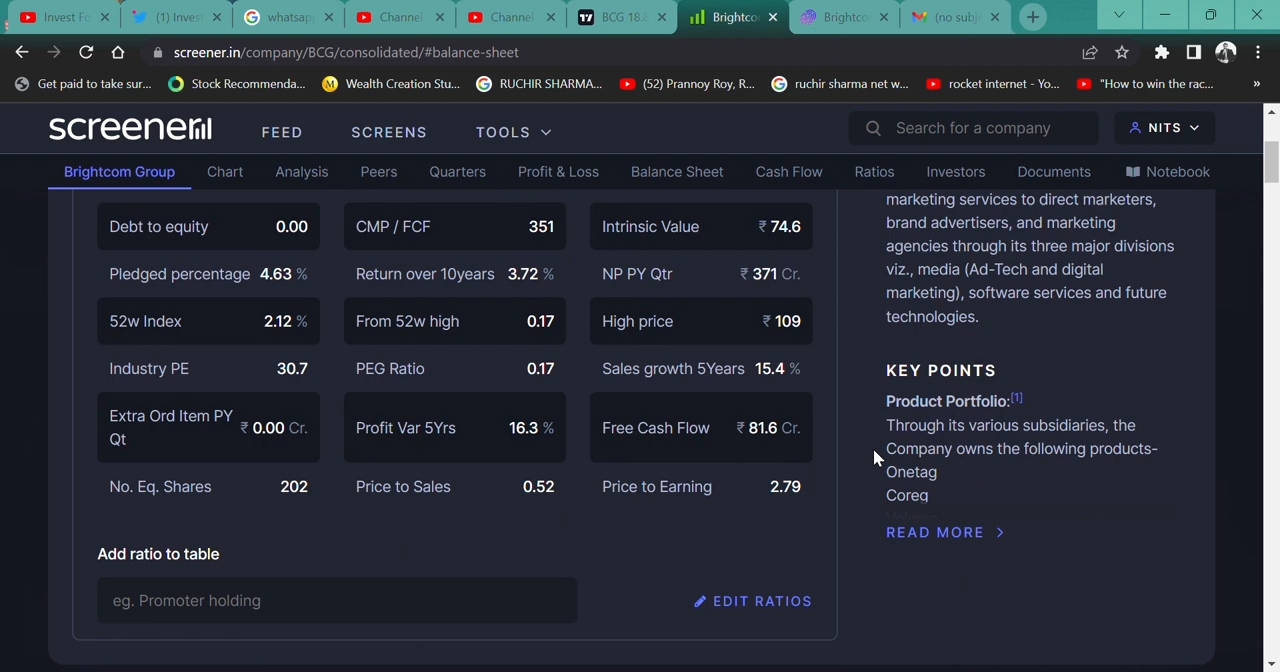 Invest Fo
(1) Invest
whatsap
Channel
Channel
BCG 18.8
Brightco
Brightco
(no subj
screener.in/company/BCG/consolidated/#balance-sheet
Get paid to take sur...
Stock Recommenda...
Wealth Creation Stu...
RUCHIR SHARMA...
(52) Prannoy Roy, R...
ruchir sharma net w...
rocket internet - Yo...
"How to win the rac...
»
screener
FEED
SCREENS
TOOLS
Search for a company
NITS
Brightcom Group
Chart
Analysis
Peers
Quarters
Profit & Loss
Balance Sheet
Cash Flow
Ratios
Investors
Documents
Notebook
Debt to equity 0.00
CMP / FCF 351
Intrinsic Value ₹ 74.6
Pledged percentage 4.63 %
Return over 10years 3.72 %
NP PY Qtr ₹ 371 Cr.
52w Index 2.12 %
From 52w high 0.17
High price ₹ 109
Industry PE 30.7
PEG Ratio 0.17
Sales growth 5Years 15.4 %
Extra Ord Item PY
Qt
₹ 0.00 Cr.
Profit Var 5Yrs 16.3 %
Free Cash Flow ₹ 81.6 Cr.
No. Eq. Shares 202
Price to Sales 0.52
Price to Earning 2.79
Add ratio to table
eg. Promoter holding
EDIT RATIOS
marketing services to direct marketers,
brand advertisers, and marketing
agencies through its three major divisions
viz., media (Ad-Tech and digital
marketing), software services and future
technologies.
KEY POINTS
Product Portfolio:[1]
Through its various subsidiaries, the
Company owns the following products-
Onetag
Coreq
READ MORE